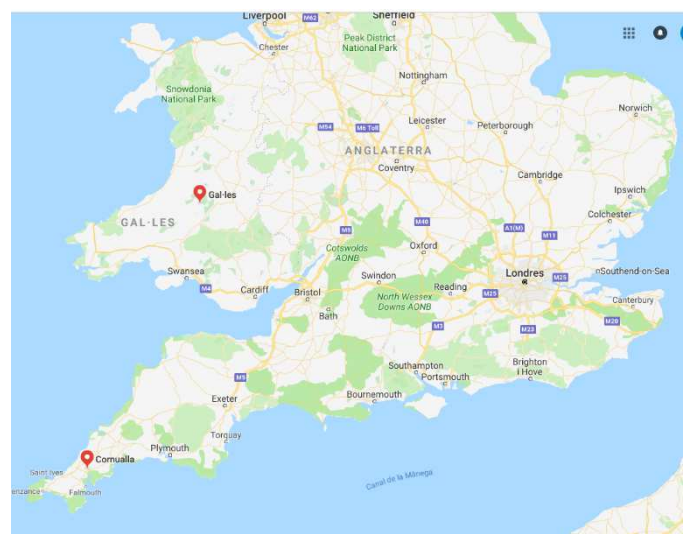 Liverpool
M62
Sheffield
Chester
Peak District
National Park
Nottingham
Snowdonia
National Park
Norwich
M54
M6 Toll
Leicester
Peterborough
ANGLATERRA
Coventry
Cambridge
Gal·les
Ipswich
GAL·LES
Colchester
M5
M40
A1(M)
M11
Cotswolds
AONB
Oxford
Swansea
Swindon
Londres
M25
Southend-on-Sea
M4
Cardiff
Bristol
Reading
M25
North Wessex
Downs AONB
Canterbury
Bath
M3
M23
M20
Southampton
Brighton
i Hove
M5
Portsmouth
Exeter
Bournemouth
Torquay
Plymouth
Cornualla
Saint Ives
enzance
Falmouth
Canal de la Mànega